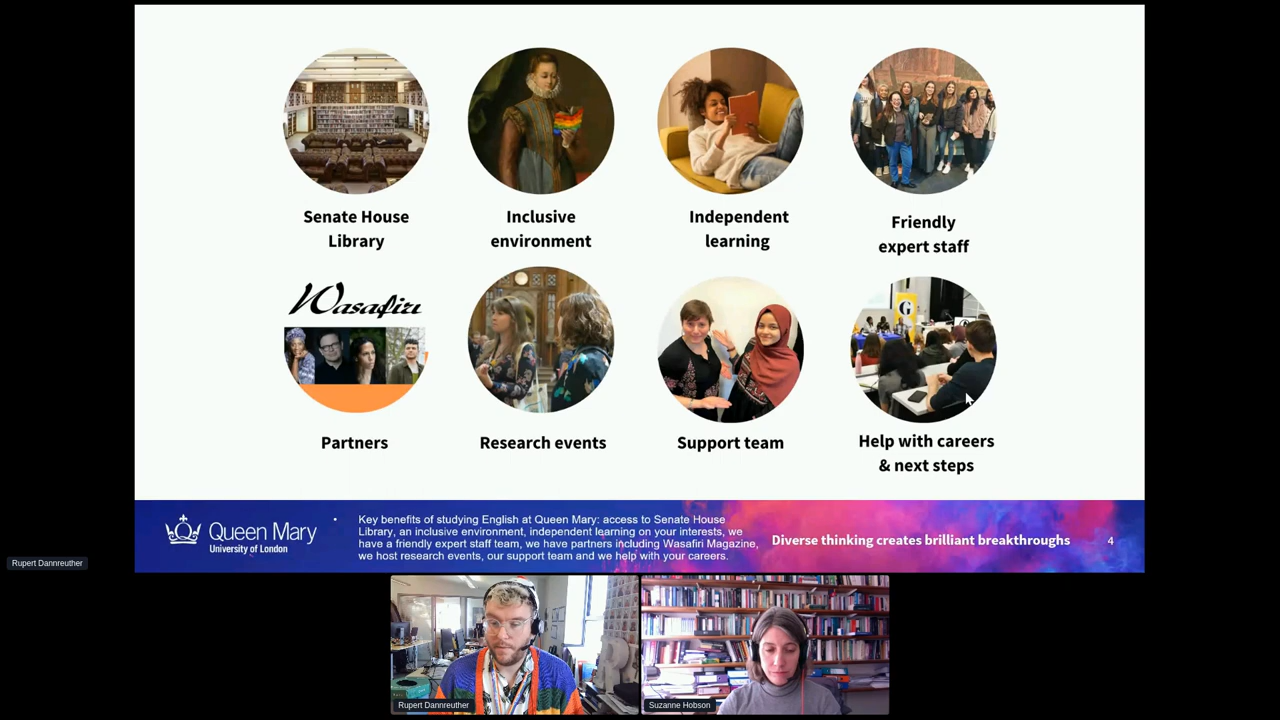 Senate House
Library
Inclusive
environment
Independent
learning
Friendly
expert staff
Wasafiri
G
Partners
Research events
Support team
Help with careers
& next steps
Queen Mary
University of London
• Key benefits of studying English at Queen Mary: access to Senate House
Library, an inclusive environment, independent learning on your interests, we
have a friendly expert staff team, we have partners including Wasafiri Magazine,
we host research events, our support team and we help with your careers.
Diverse thinking creates brilliant breakthroughs
4
Rupert Dannreuther
Rupert Dannreuther
Suzanne Hobson